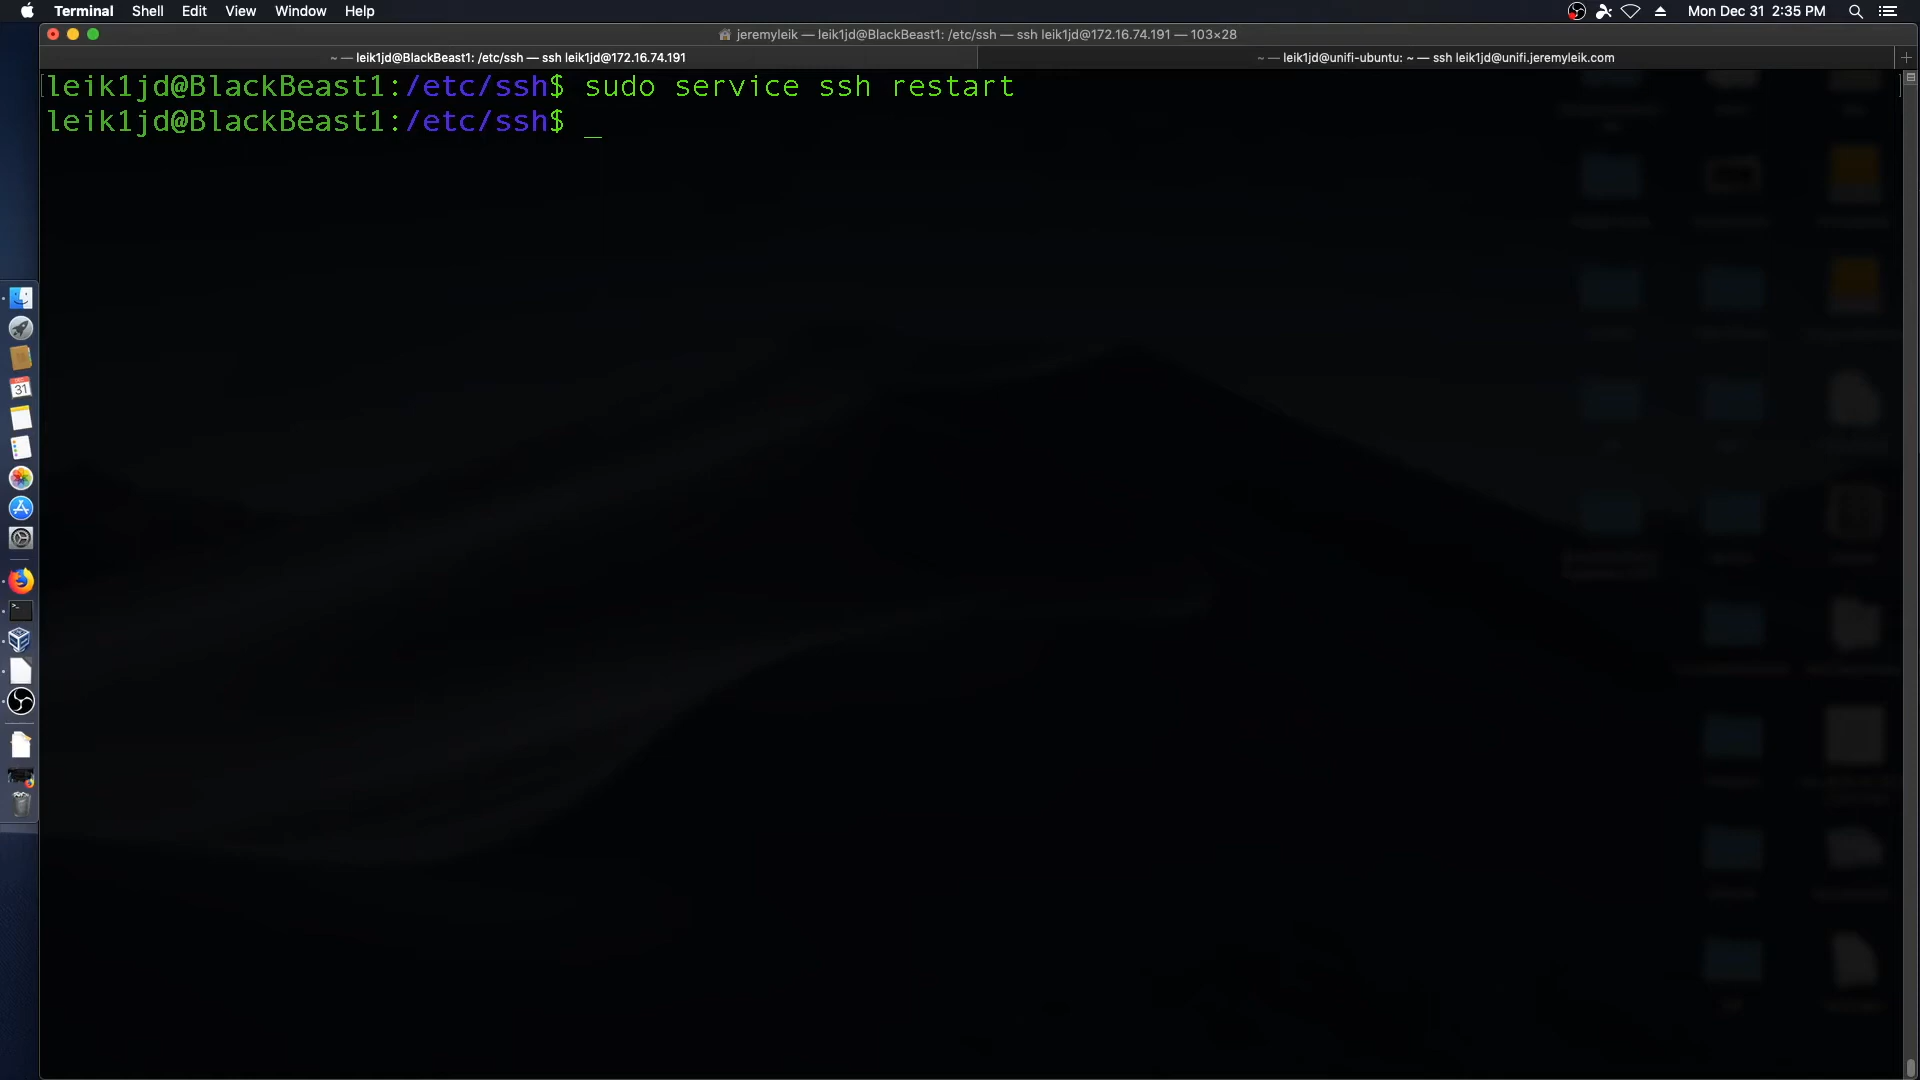 Terminal Shell Edit View Window Help Mon Dec 31 2:35 PM
jeremyleik — leik1jd@BlackBeast1: /etc/ssh — ssh leik1jd@172.16.74.191 — 103×28
~ — leik1jd@BlackBeast1: /etc/ssh — ssh leik1jd@172.16.74.191
~ — leik1jd@unifi-ubuntu: ~ — ssh leik1jd@unifi.jeremyleik.com
leik1jd@BlackBeast1:/etc/ssh$ sudo service ssh restart
leik1jd@BlackBeast1:/etc/ssh$ _
31